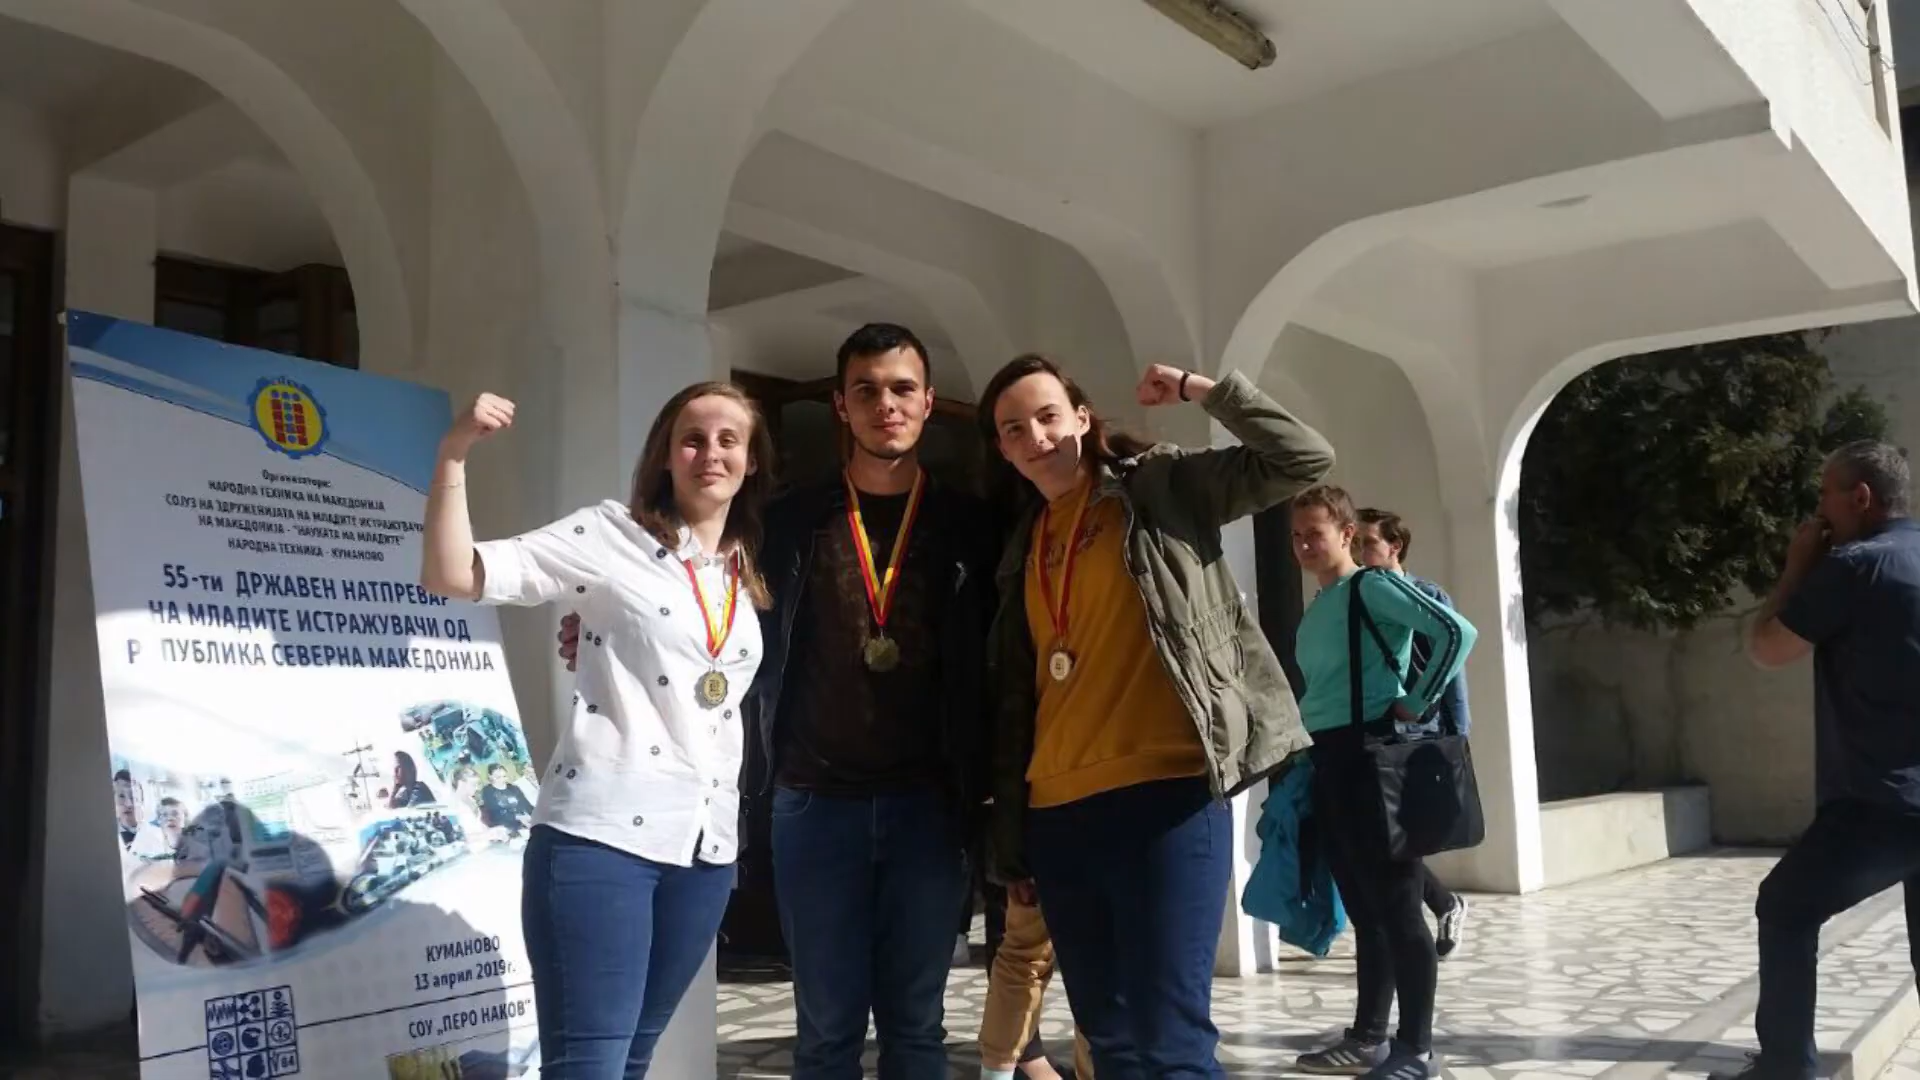 Организатори:
НАРОДНА ТЕХНИКА НА МАКЕДОНИЈА
СОЈУЗ НА ЗДРУЖЕНИЈАТА НА МЛАДИТЕ ИСТРАЖУВАЧИ
НА МАКЕДОНИЈА - "НАУКАТА НА МЛАДИТЕ"
НАРОДНА ТЕХНИКА - КУМАНОВО
55-ти ДРЖАВЕН НАТПРЕВАР
НА МЛАДИТЕ ИСТРАЖУВАЧИ ОД
Р ПУБЛИКА СЕВЕРНА МАКЕДОНИЈА
КУМАНОВО
13 април 2019г.
СОУ „ПЕРО НАКОВ"